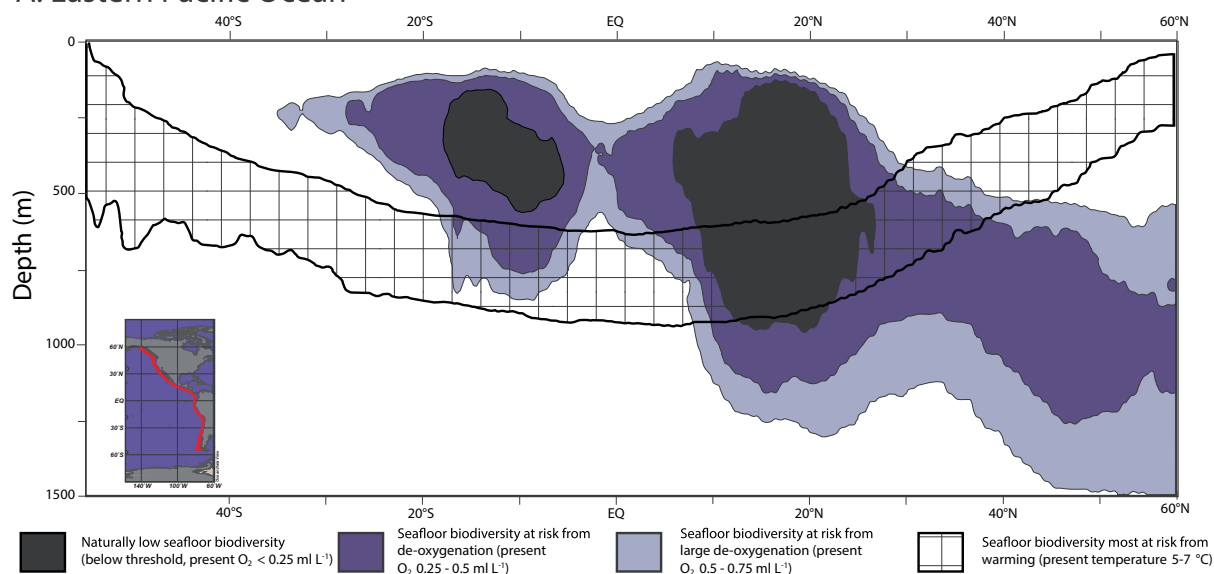 A. Eastern Pacific Ocean
40°S 20°S EQ 20°N 40°N 60°N
0
500
1000
1500
Depth (m)
60°N
30°N
EQ
30°S
60°S
140°W 100°W 60°W
40°S 20°S EQ 20°N 40°N 60°N
Naturally low seafloor biodiversity
(below threshold, present O₂ < 0.25 ml L⁻¹)
Seafloor biodiversity at risk from
de-oxygenation (present
O₂ 0.25 - 0.5 ml L⁻¹)
Seafloor biodiversity at risk from
large de-oxygenation (present
O₂ 0.5 - 0.75 ml L⁻¹)
Seafloor biodiversity most at risk from
warming (present temperature 5-7 °C)